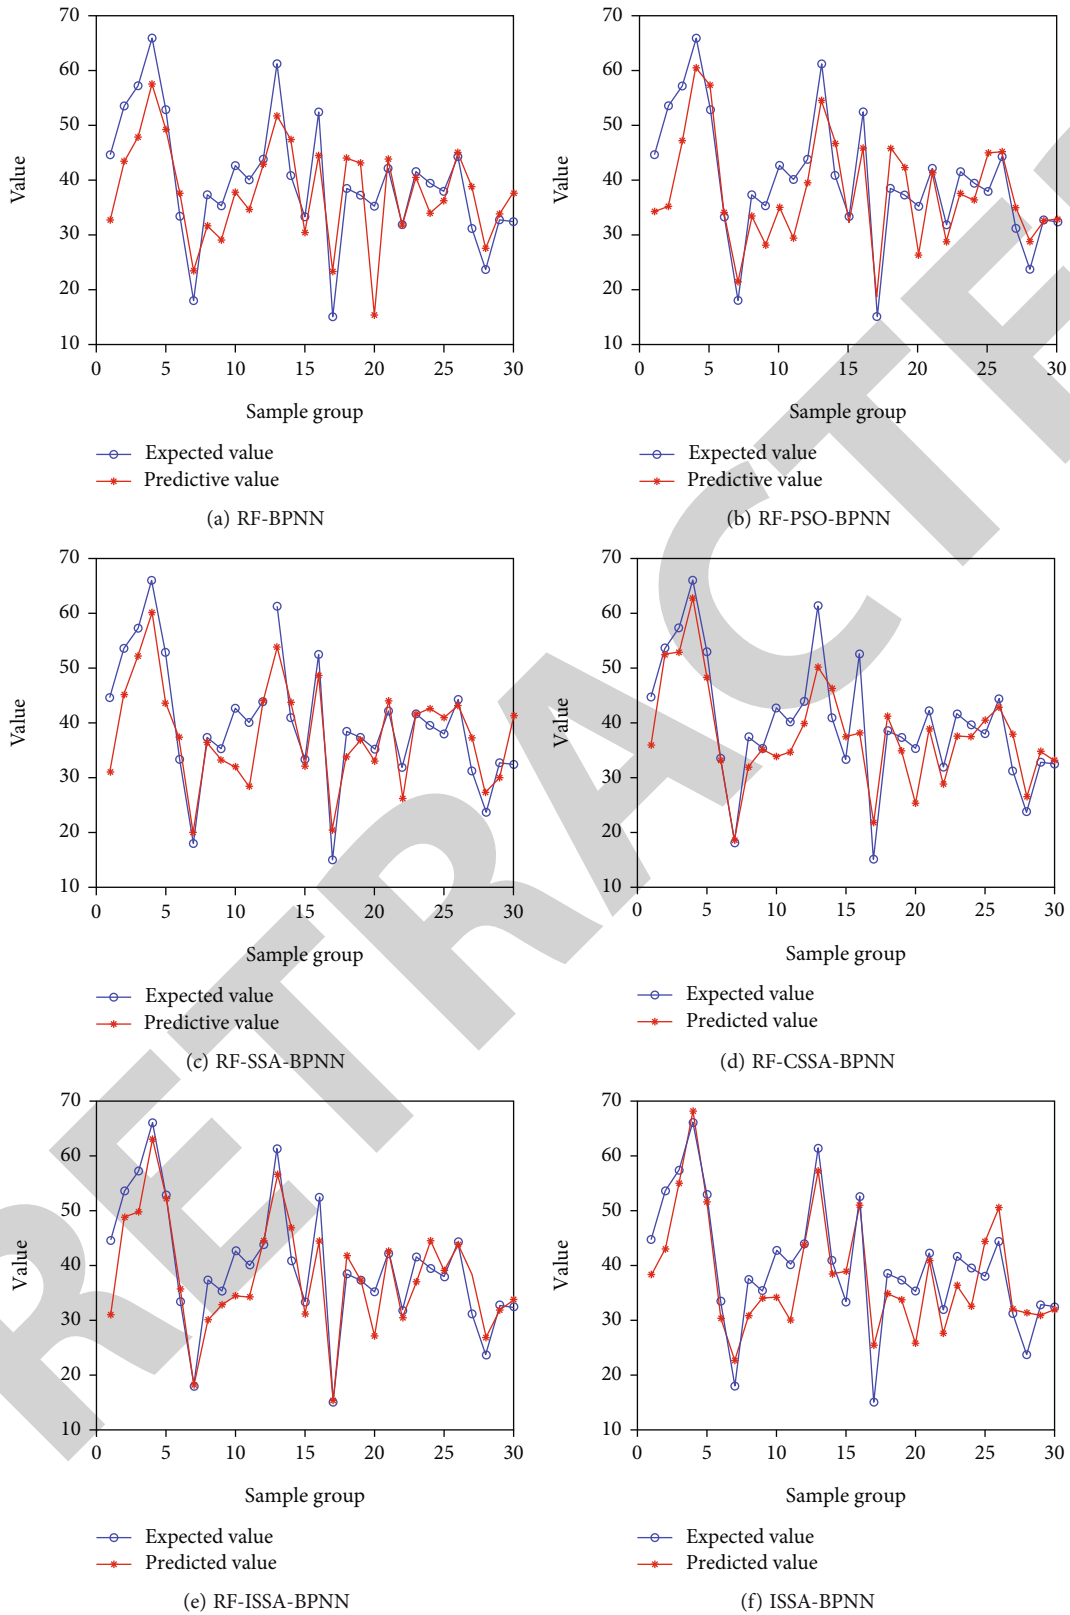 70
60
50
40
30
20
10
Value
0
5
10
15
20
25
30
Sample group
Expected value
Predictive value
(a) RF-BPNN
70
60
50
40
30
20
10
Value
0
5
10
15
20
25
30
Sample group
Expected value
Predictive value
(b) RF-PSO-BPNN
70
60
50
40
30
20
10
Value
0
5
10
15
20
25
30
Sample group
Expected value
Predictive value
(c) RF-SSA-BPNN
70
60
50
40
30
20
10
Value
0
5
10
15
20
25
30
Sample group
Expected value
Predicted value
(d) RF-CSSA-BPNN
70
60
50
40
30
20
10
Value
0
5
10
15
20
25
30
Sample group
Expected value
Predicted value
(e) RF-ISSA-BPNN
70
60
50
40
30
20
10
Value
0
5
10
15
20
25
30
Sample group
Expected value
Predicted value
(f) ISSA-BPNN
RETRACTE